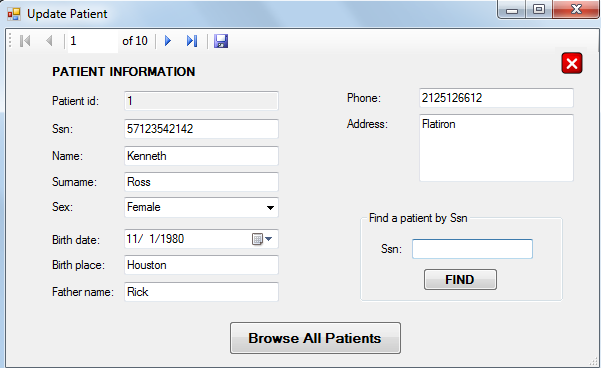 Update Patient
1 of 10
PATIENT INFORMATION
Patient id: 1
Ssn: 57123542142
Name: Kenneth
Surname: Ross
Sex: Female
Birth date: 11/ 1/1980
Birth place: Houston
Father name: Rick
Phone: 2125126612
Address: Flatiron
Find a patient by Ssn
Ssn:
FIND
Browse All Patients